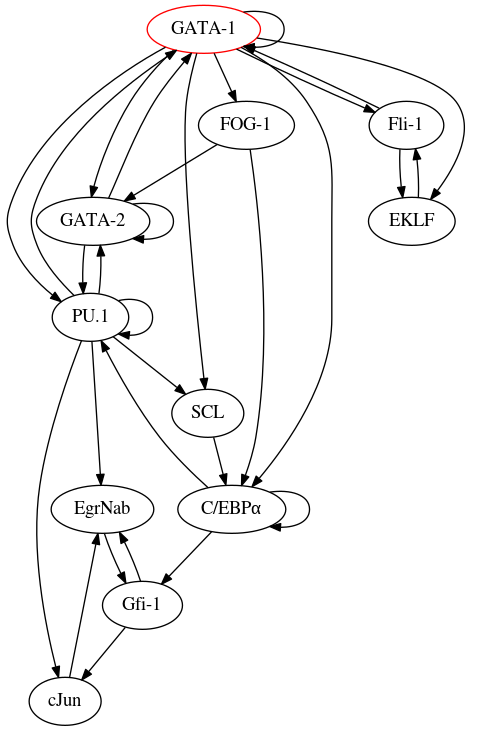 GATA-1
FOG-1
Fli-1
GATA-2
EKLF
PU.1
SCL
EgrNab
C/EBPα
Gfi-1
cJun